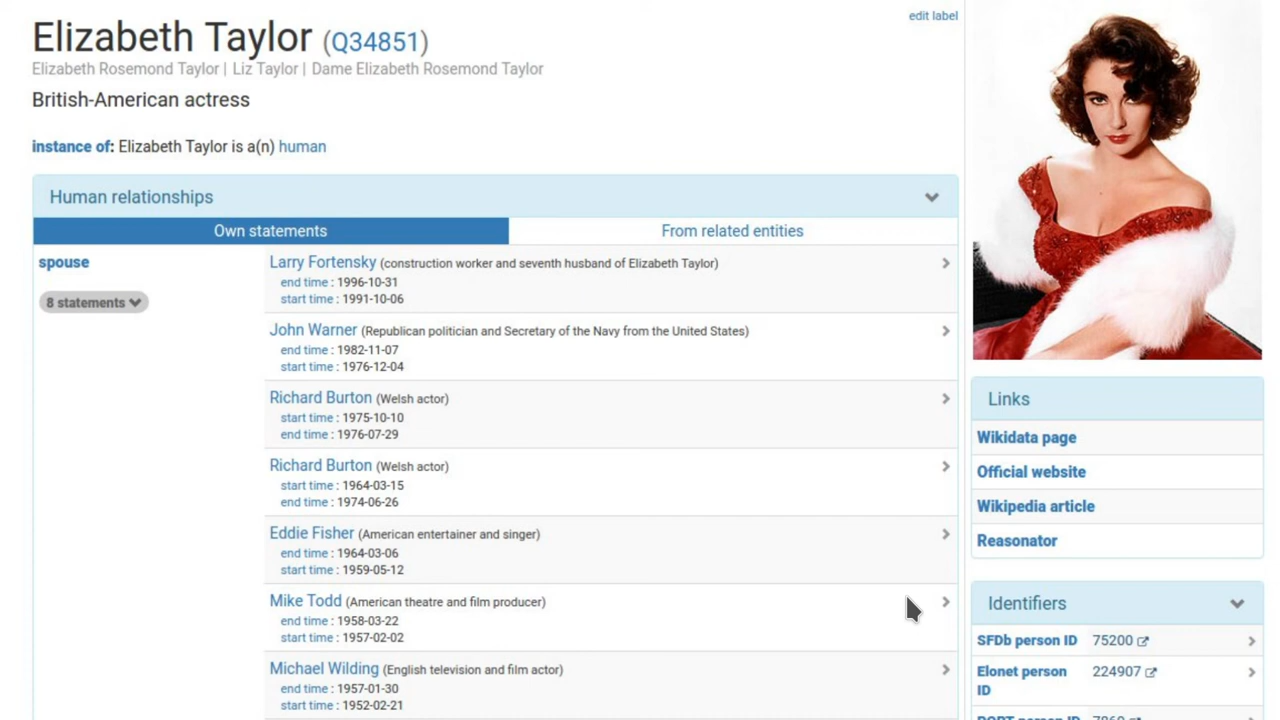 edit label
Elizabeth Taylor (Q34851)
Elizabeth Rosemond Taylor | Liz Taylor | Dame Elizabeth Rosemond Taylor
British-American actress
instance of: Elizabeth Taylor is a(n) human
Human relationships
Own statements
From related entities
spouse
8 statements
Larry Fortensky (construction worker and seventh husband of Elizabeth Taylor)
end time : 1996-10-31
start time : 1991-10-06
John Warner (Republican politician and Secretary of the Navy from the United States)
end time : 1982-11-07
start time : 1976-12-04
Richard Burton (Welsh actor)
start time : 1975-10-10
end time : 1976-07-29
Richard Burton (Welsh actor)
start time : 1964-03-15
end time : 1974-06-26
Eddie Fisher (American entertainer and singer)
end time : 1964-03-06
start time : 1959-05-12
Mike Todd (American theatre and film producer)
end time : 1958-03-22
start time : 1957-02-02
Michael Wilding (English television and film actor)
end time : 1957-01-30
start time : 1952-02-21
Links
Wikidata page
Official website
Wikipedia article
Reasonator
Identifiers
SFDb person ID 75200
Elonet person 224907
ID